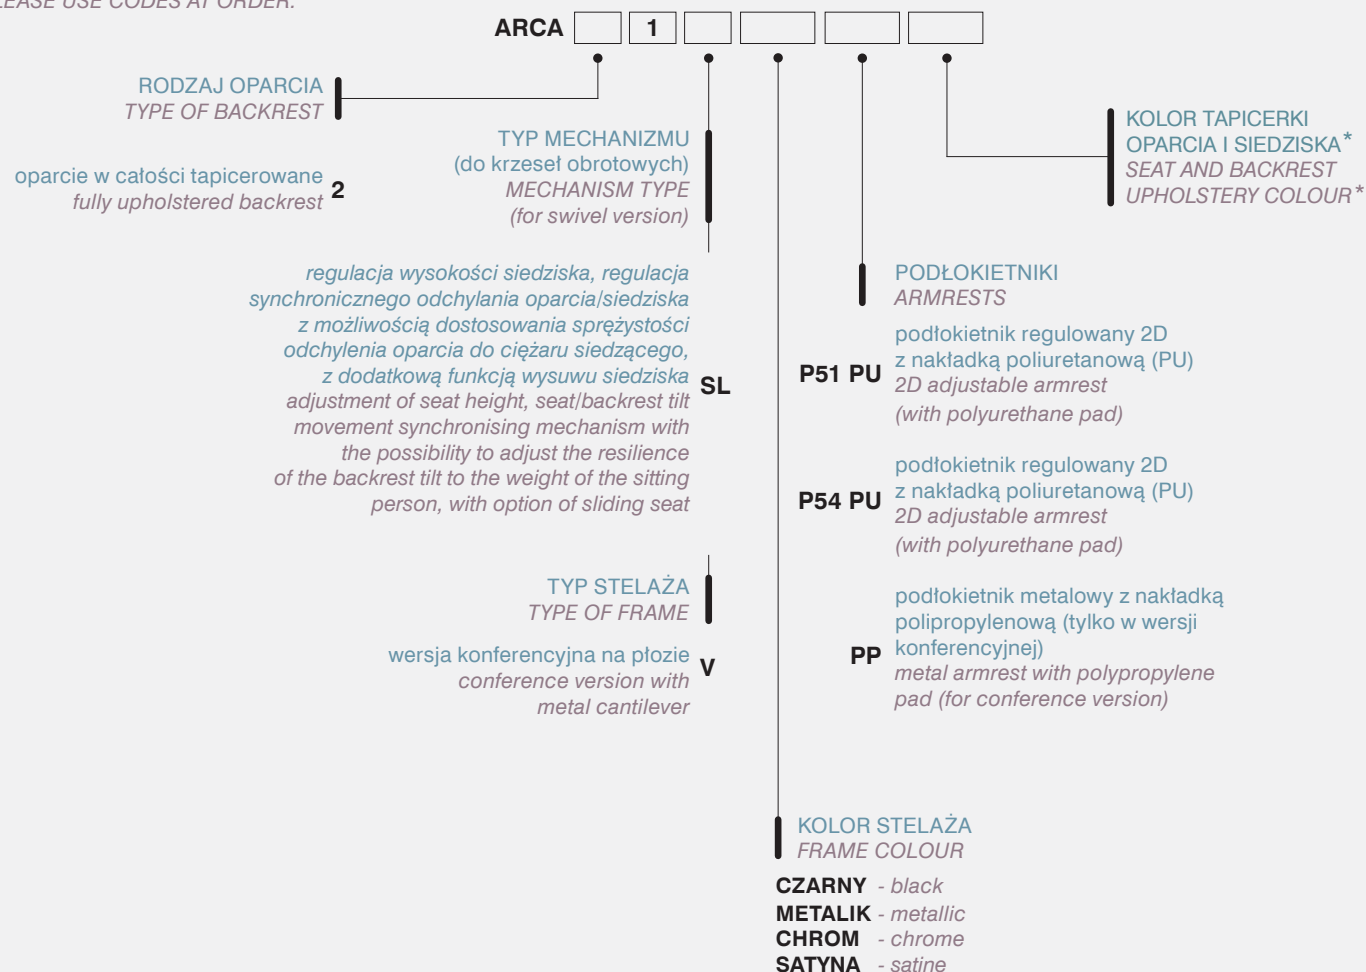 USE CODES AT ORDER.
ARCA 1
RODZAJ OPARCIA
TYPE OF BACKREST
oparcie w całości tapicerowane
fully upholstered backrest
2
TYP MECHANIZMU
(do krzeseł obrotowych)
MECHANISM TYPE
(for swivel version)
regulacja wysokości siedziska, regulacja
synchronicznego odchylania oparcia/siedziska
z możliwością dostosowania sprężystości
odchylenia oparcia do ciężaru siedzącego,
z dodatkową funkcją wysuwu siedziska
adjustment of seat height, seat/backrest tilt
movement synchronising mechanism with
the possibility to adjust the resilience
of the backrest tilt to the weight of the sitting
person, with option of sliding seat
SL
TYP STELAŻA
TYPE OF FRAME
wersja konferencyjna na płozie
conference version with
metal cantilever
V
KOLOR TAPICERKI
OPARCIA I SIEDZISKA*
SEAT AND BACKREST
UPHOLSTERY COLOUR*
PODŁOKIETNIKI
ARMRESTS
P51 PU
podłokietnik regulowany 2D
z nakładką poliuretanową (PU)
2D adjustable armrest
(with polyurethane pad)
P54 PU
podłokietnik regulowany 2D
z nakładką poliuretanową (PU)
2D adjustable armrest
(with polyurethane pad)
PP
podłokietnik metalowy z nakładką
polipropylenową (tylko w wersji
konferencyjnej)
metal armrest with polypropylene
pad (for conference version)
KOLOR STELAŻA
FRAME COLOUR
CZARNY - black
METALIK - metallic
CHROM - chrome
SATYNA - satine